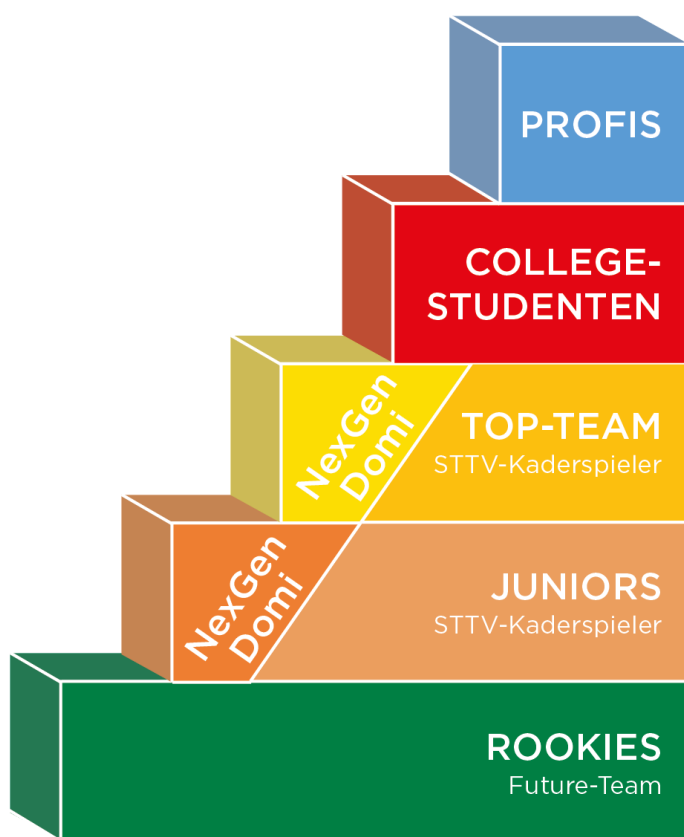 PROFIS
COLLEGE-
STUDENTEN
NexGen
Domi
TOP-TEAM
STTV-Kaderspieler
NexGen
Domi
JUNIORS
STTV-Kaderspieler
ROOKIES
Future-Team